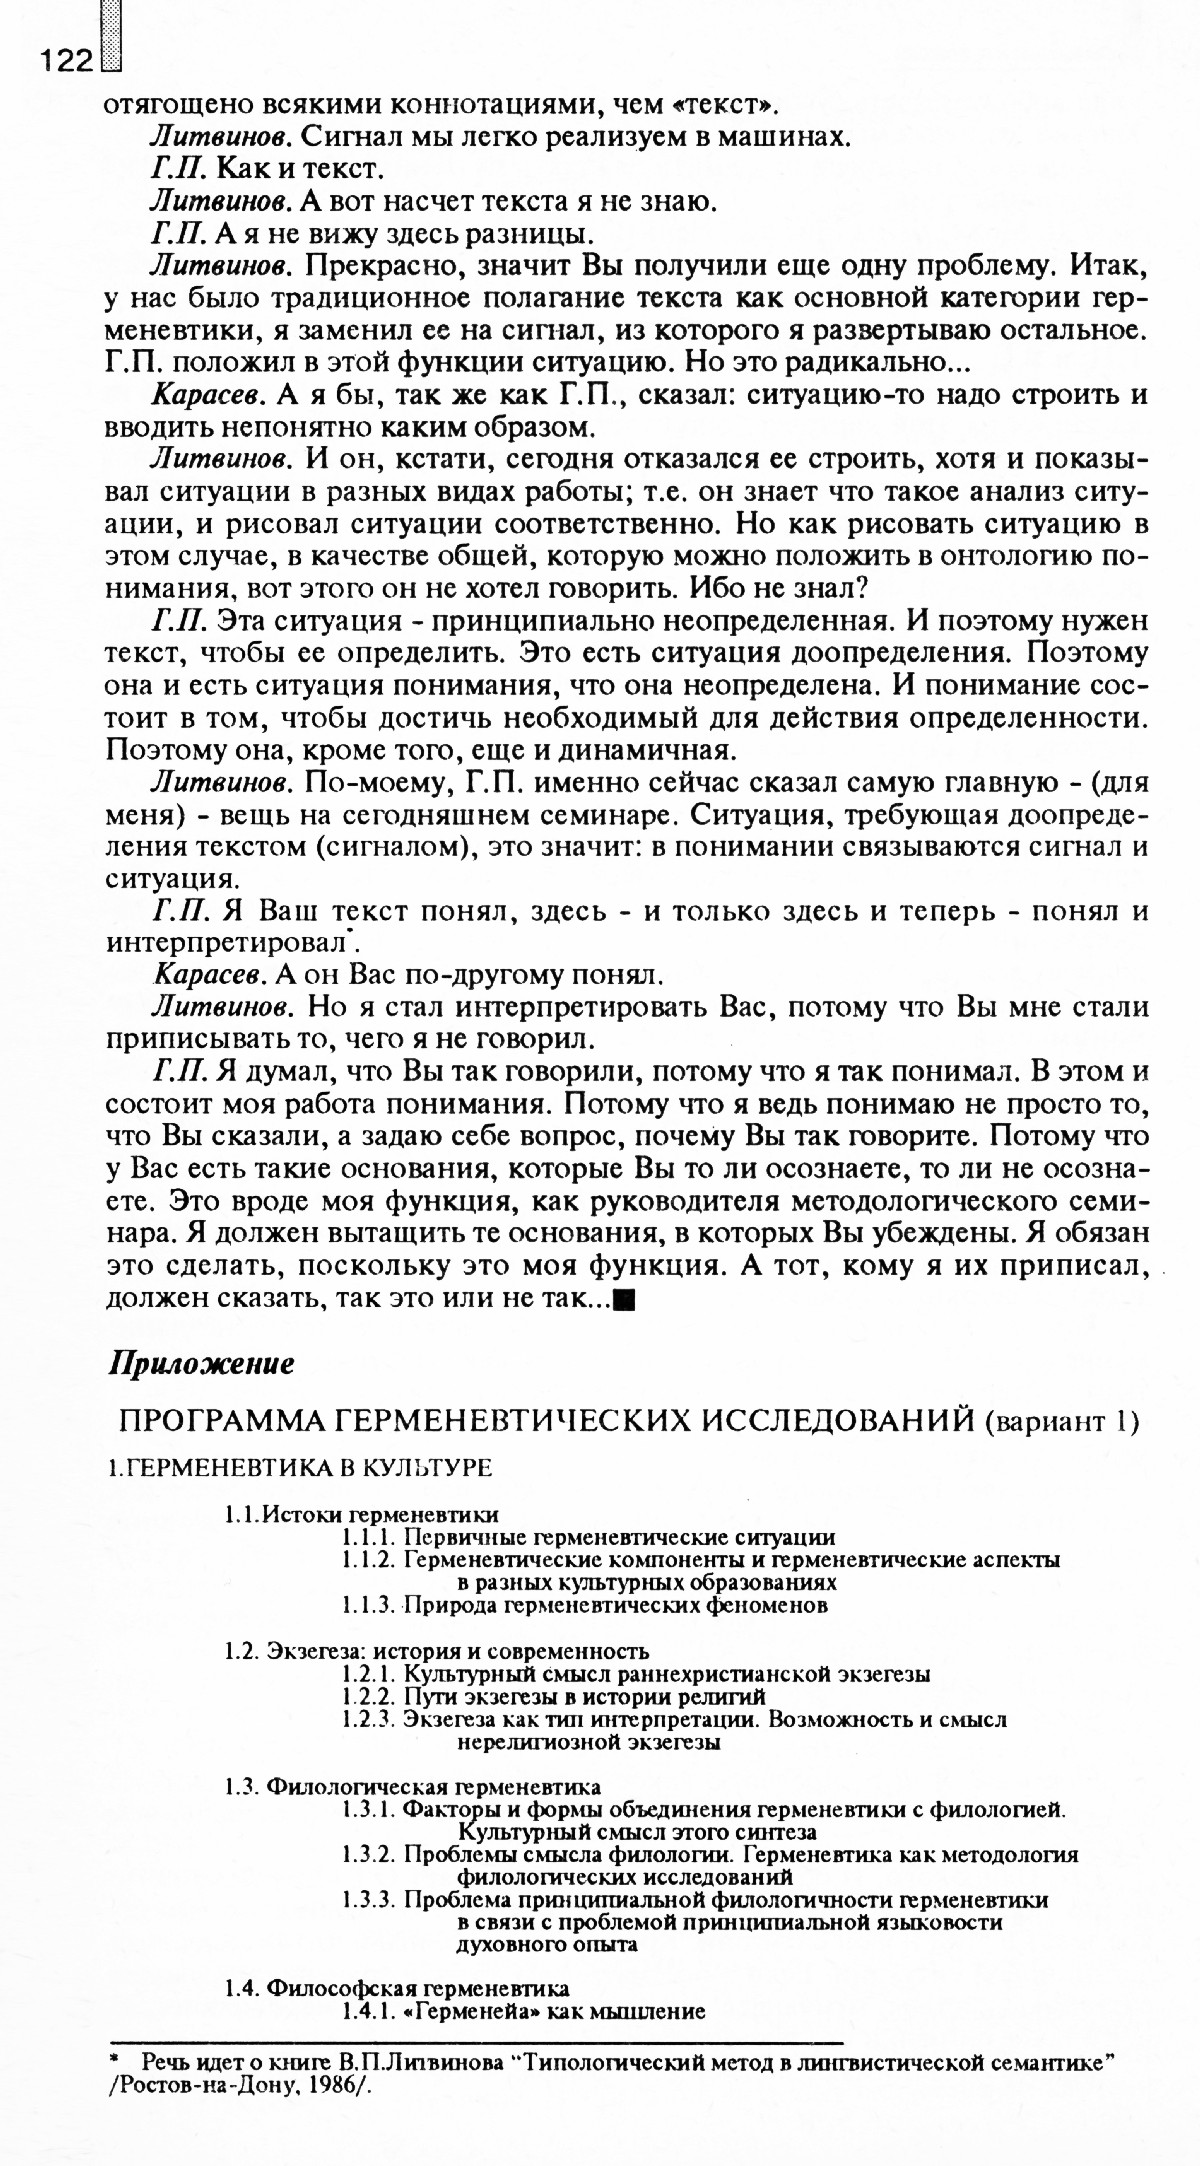 122
отягощено всякими коннотациями, чем «текст».
Литвинов. Сигнал мы легко реализуем в машинах.
Г.П. Как и текст.
Литвинов. А вот насчет текста я не знаю.
Г.П. А я не вижу здесь разницы.
Литвинов. Прекрасно, значит Вы получили еще одну проблему. Итак,
у нас было традиционное полагание текста как основной категории гер-
меневтики, я заменил ее на сигнал, из которого я развертываю остальное.
Г.П. положил в этой функции ситуацию. Но это радикально...
Карасев. А я бы, так же как Г.П., сказал: ситуацию-то надо строить и
вводить непонятно каким образом.
Литвинов. И он, кстати, сегодня отказался ее строить, хотя и показы-
вал ситуации в разных видах работы; т.е. он знает что такое анализ ситу-
ации, и рисовал ситуации соответственно. Но как рисовать ситуацию в
этом случае, в качестве общей, которую можно положить в онтологию по-
нимания, вот этого он не хотел говорить. Ибо не знал?
Г.П. Эта ситуация - принципиально неопределенная. И поэтому нужен
текст, чтобы ее определить. Это есть ситуация доопределения. Поэтому
она и есть ситуация понимания, что она неопределена. И понимание сос-
тоит в том, чтобы достичь необходимый для действия определенности.
Поэтому она, кроме того, еще и динамичная.
Литвинов. По-моему, Г.П. именно сейчас сказал самую главную - (для
меня) - вещь на сегодняшнем семинаре. Ситуация, требующая доопреде-
ления текстом (сигналом), это значит: в понимании связываются сигнал и
ситуация.
Г.П. Я Ваш текст понял, здесь - и только здесь и теперь - понял и
интерпретировал*.
Карасев. А он Вас по-другому понял.
Литвинов. Но я стал интерпретировать Вас, потому что Вы мне стали
приписывать то, чего я не говорил.
Г.П. Я думал, что Вы так говорили, потому что я так понимал. В этом и
состоит моя работа понимания. Потому что я ведь понимаю не просто то,
что Вы сказали, а задаю себе вопрос, почему Вы так говорите. Потому что
у Вас есть такие основания, которые Вы то ли осознаете, то ли не осозна-
ете. Это вроде моя функция, как руководителя методологического семи-
нара. Я должен вытащить те основания, в которых Вы убеждены. Я обязан
это сделать, поскольку это моя функция. А тот, кому я их приписал,
должен сказать, так это или не так...■
Приложение
ПРОГРАММА ГЕРМЕНЕВТИЧЕСКИХ ИССЛЕДОВАНИЙ (вариант 1)
1.ГЕРМЕНЕВТИКА В КУЛЬТУРЕ
1.1.Истоки герменевтики
1.1.1. Первичные герменевтические ситуации
1.1.2. Герменевтические компоненты и герменевтические аспекты
в разных культурных образованиях
1.1.3. Природа герменевтических феноменов
1.2. Экзегеза: история и современность
1.2.1. Культурный смысл раннехристианской экзегезы
1.2.2. Пути экзегезы в истории религий
1.2.3. Экзегеза как тип интерпретации. Возможность и смысл
нерелигиозной экзегезы
1.3. Филологическая герменевтика
1.3.1. Факторы и формы объединения герменевтики с филологией.
Культурный смысл этого синтеза
1.3.2. Проблемы смысла филологии. Герменевтика как методология
филологических исследований
1.3.3. Проблема принципиальной филологичности герменевтики
в связи с проблемой принципиальной языковости
духовного опыта
1.4. Философская герменевтика
1.4.1. «Герменейа» как мышление
* Речь идет о книге В.П.Литвинова "Типологический метод в лингвистической семантике"
/Ростов-на-Дону, 1986/.